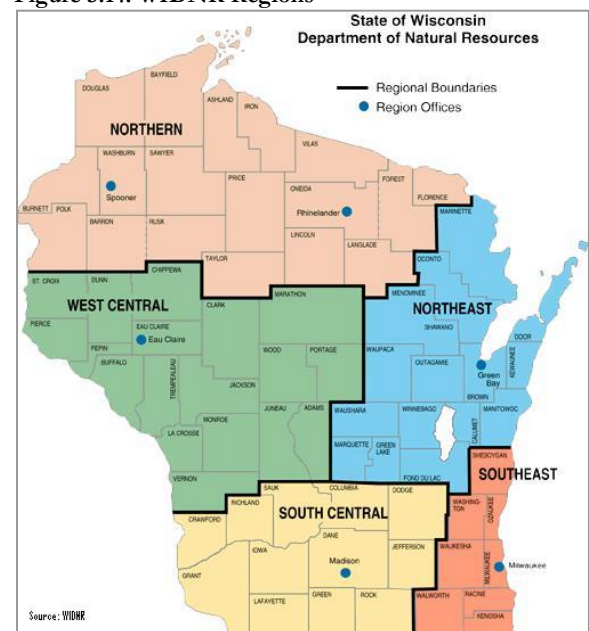 Figure 3.14: WIDNR Regions
State of Wisconsin
Department of Natural Resources
Regional Boundaries
Region Offices
DOUGLAS
BAYFIELD
ASHLAND
IRON
NORTHERN
VILAS
WASHBURN
SAWYER
PRICE
FOREST
ONEIDA
FLORENCE
Spooner
Rhinelander
BURNETT
POLK
MARINETTE
BARRON
RUSK
LINCOLN
LANGLADE
TAYLOR
OCONTO
CHIPPEWA
ST. CROIX
DUNN
MARATHON
MENOMINEE
WEST CENTRAL
CLARK
NORTHEAST
PIERCE
EAU CLAIRE
Eau Claire
SHAWANO
DOOR
PEPIN
WOOD
PORTAGE
WAUPACA
BUFFALO
TREMPEALEAU
OUTAGAMIE
KEWAUNEE
Green
Bay
JACKSON
BROWN
JUNEAU
ADAMS
WAUSHARA
WINNEBAGO
MANITOWOC
MONROE
CALUMET
LA CROSSE
MARQUETTE
GREEN
LAKE
SHEBOYGAN
VERNON
FOND DU LAC
SOUTHEAST
SAUK
COLUMBIA
DODGE
RICHLAND
WASHING-
TON
OZAUKEE
CRAWFORD
SOUTH CENTRAL
DANE
IOWA
JEFFERSON
WAUKESHA
MILWAUKEE
Madison
Milwaukee
GRANT
GREEN
ROCK
WALWORTH
RACINE
LAFAYETTE
KENOSHA
Source: WIDNR